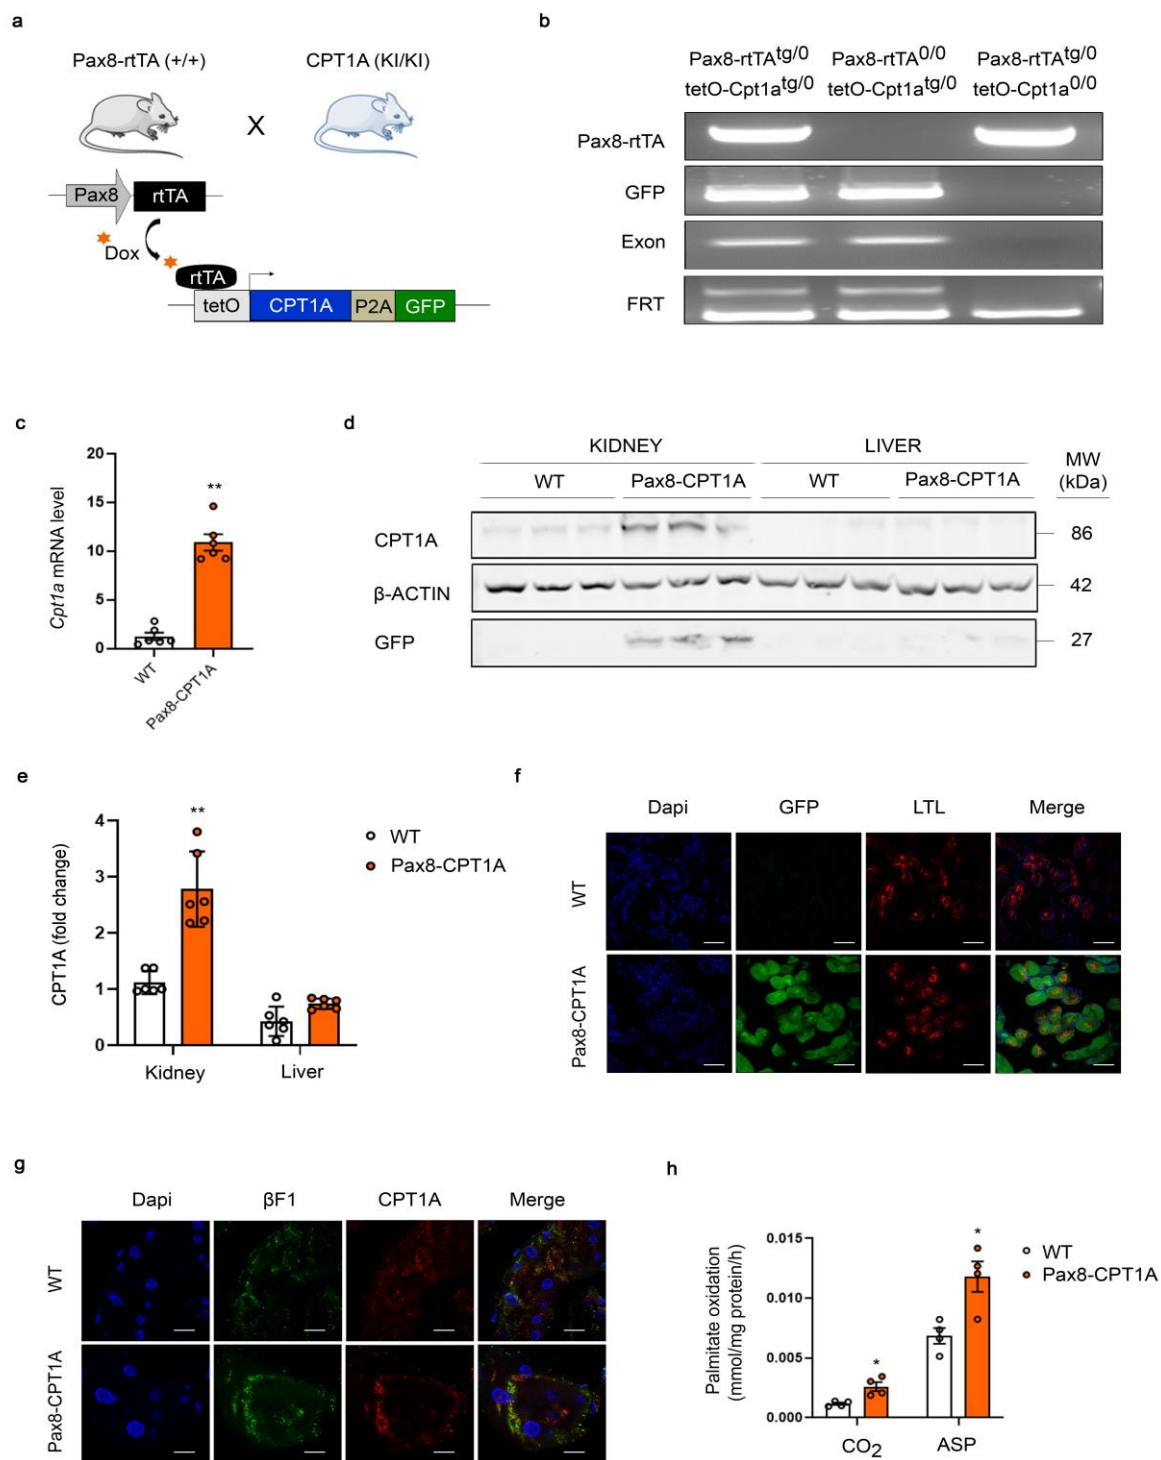 a
Pax8-rtTA (+/+)
CPT1A (KI/KI)
X
Pax8
rtTA
Dox
rtTA
tetO
CPT1A
P2A
GFP
b
Pax8-rtTAtg/0 Pax8-rtTA0/0 Pax8-rtTAtg/0
tetO-Cpt1atg/0 tetO-Cpt1atg/0 tetO-Cpt1a0/0
Pax8-rtTA
GFP
Exon
FRT
c
Cpt1a mRNA level
20
15
10
5
0
**
WT
Pax8-CPT1A
d
KIDNEY LIVER
MW
(kDa)
WT Pax8-CPT1A WT Pax8-CPT1A
CPT1A 86
β-ACTIN 42
GFP 27
e
CPT1A (fold change)
4
3
2
1
0
**
Kidney Liver
WT
Pax8-CPT1A
f
Dapi GFP LTL Merge
WT
Pax8-CPT1A
g
Dapi βF1 CPT1A Merge
WT
Pax8-CPT1A
h
Palmitate oxidation
(mmol/mg protein/h)
0.015
0.010
0.005
0.000
*
*
CO2 ASP
WT
Pax8-CPT1A